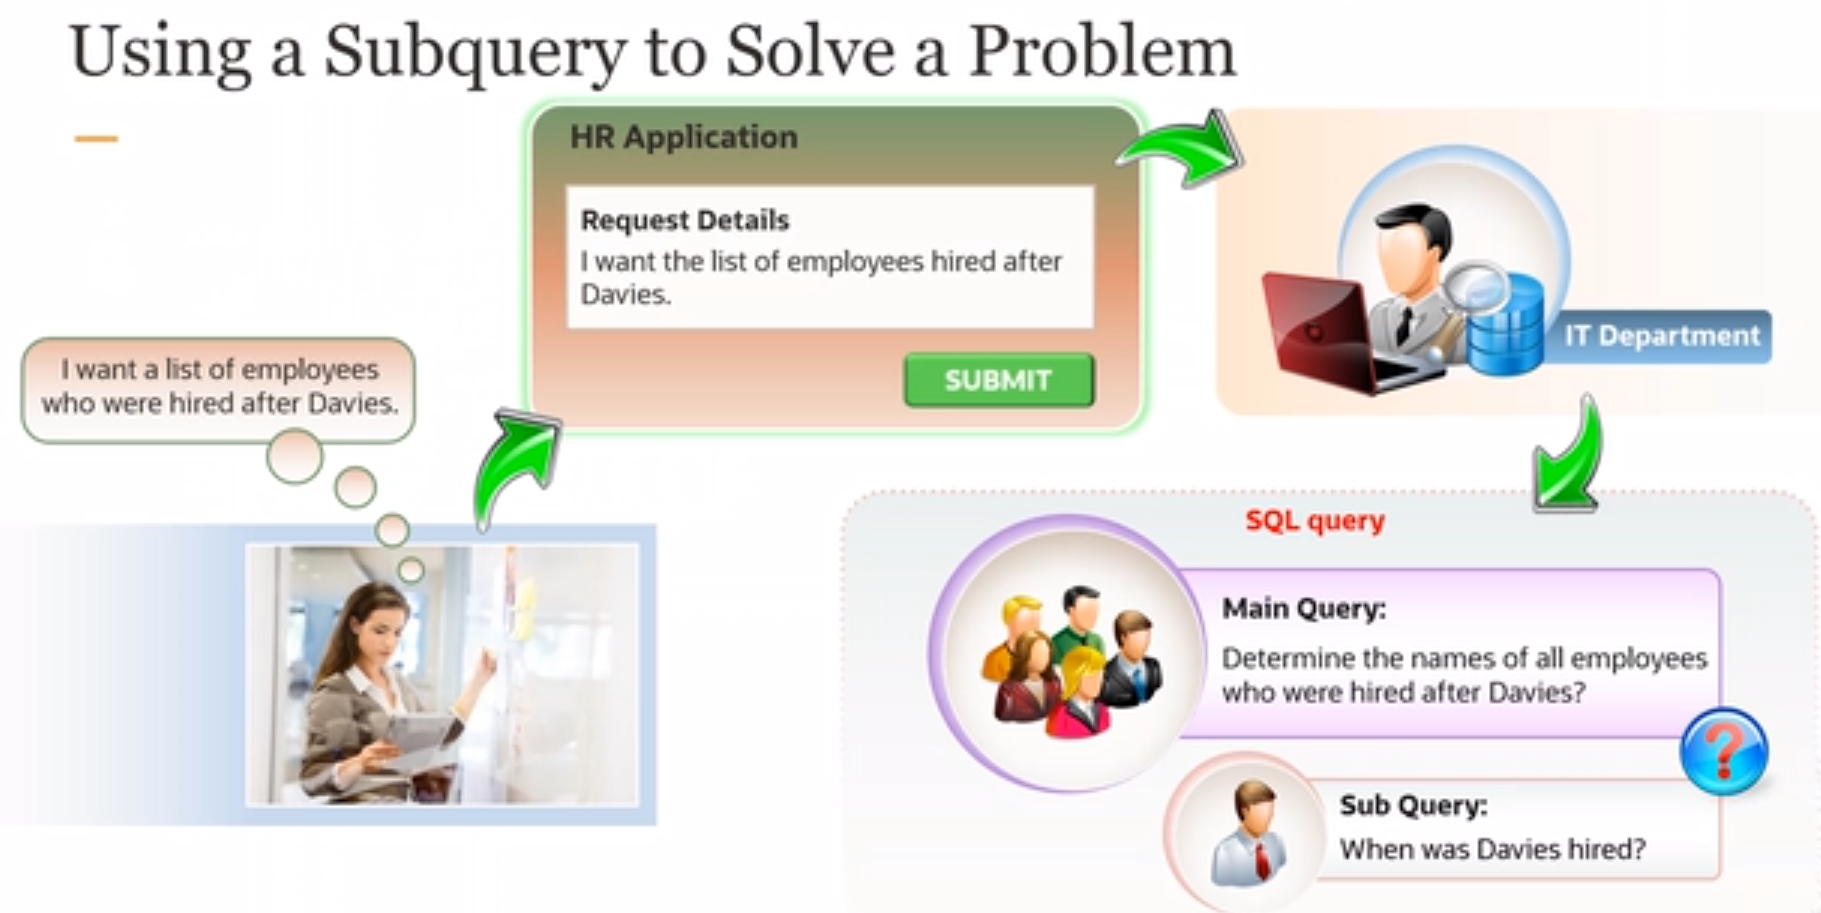 Using a Subquery to Solve a Problem
HR Application
Request Details
I want the list of employees hired after
Davies.
SUBMIT
IT Department
I want a list of employees
who were hired after Davies.
SQL query
Main Query:
Determine the names of all employees
who were hired after Davies?
?
Sub Query:
When was Davies hired?